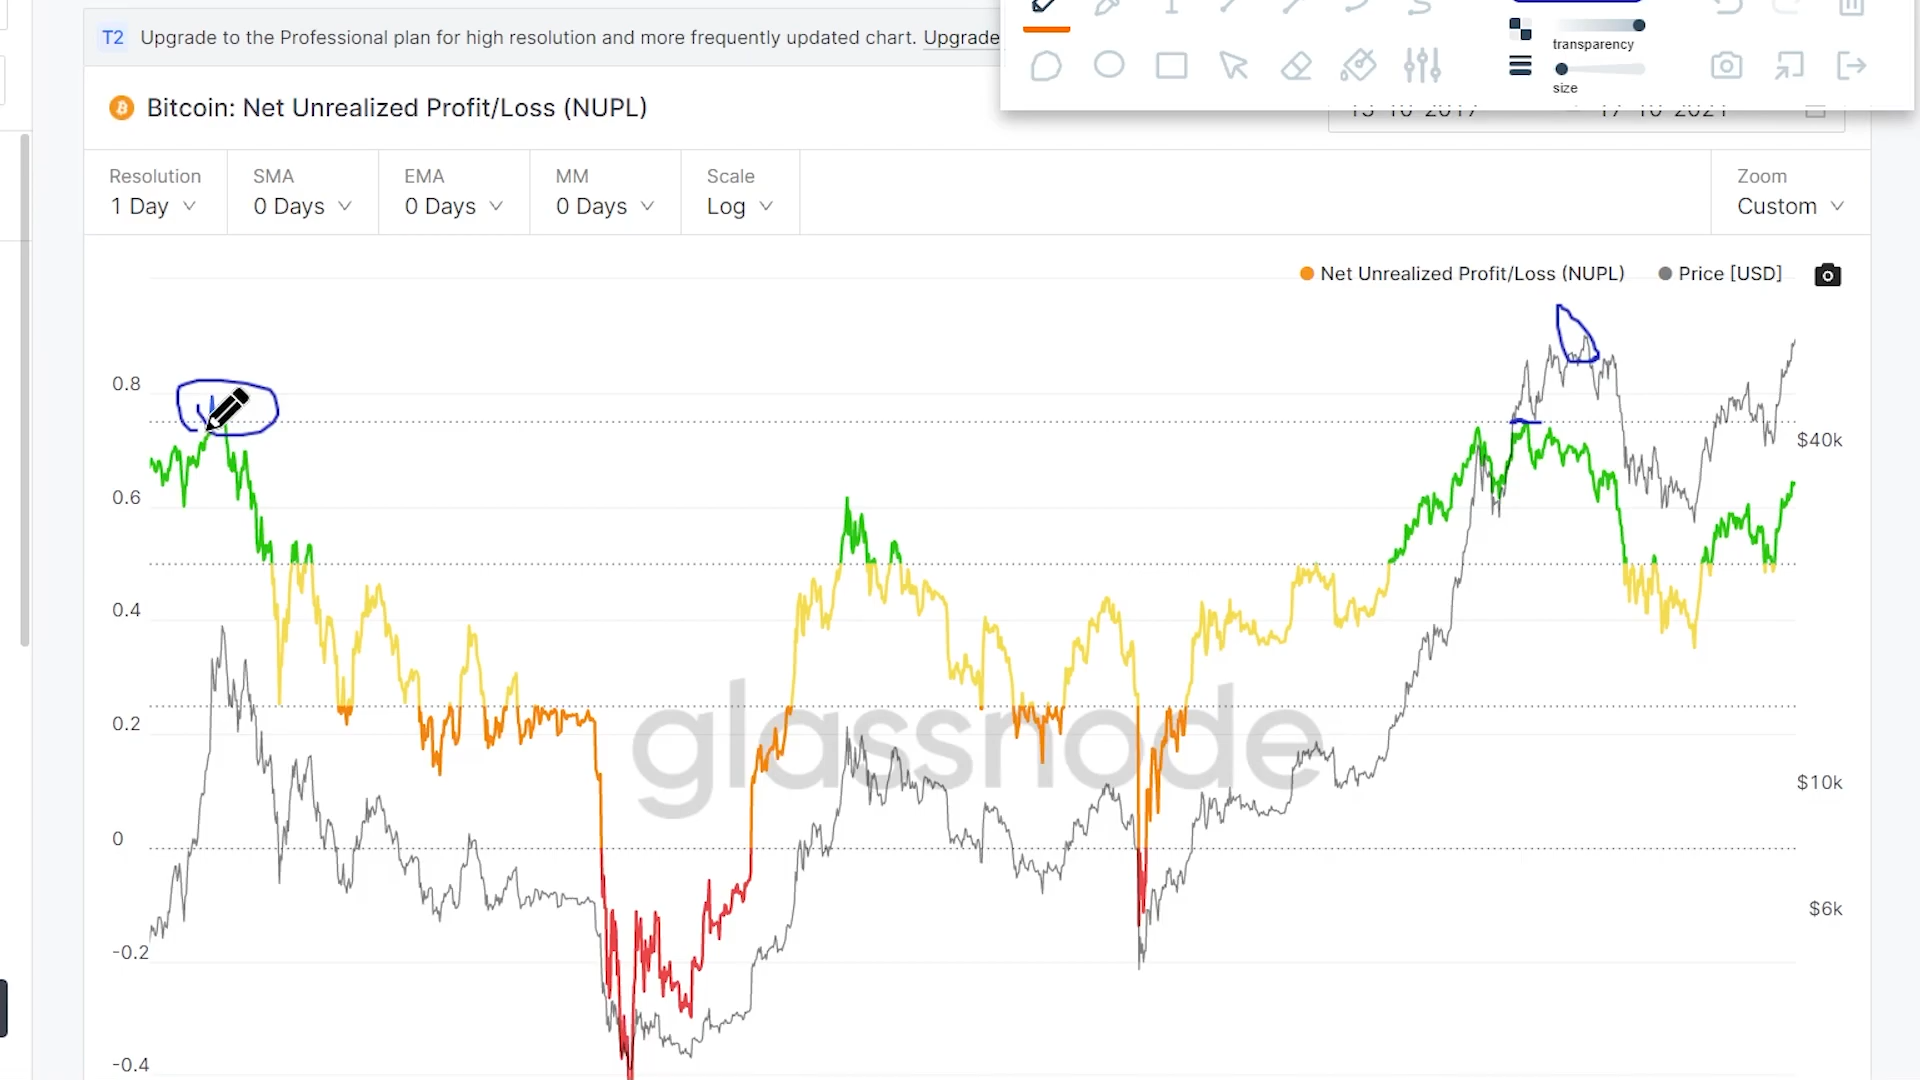 T2 Upgrade to the Professional plan for high resolution and more frequently updated chart. Upgrade
transparency
size
Bitcoin: Net Unrealized Profit/Loss (NUPL)
Resolution SMA EMA MM Scale Zoom
1 Day 0 Days 0 Days 0 Days Log Custom
Net Unrealized Profit/Loss (NUPL) Price [USD]
0.8
$40k
0.6
0.4
0.2
glassnode
$10k
0
$6k
-0.2
-0.4